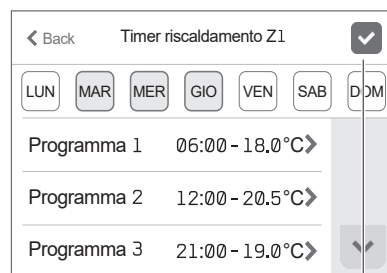 Back Timer riscaldamento Z1
LUN MAR MER GIO VEN SAB DOM
Programma 1 06:00 - 18.0°C
Programma 2 12:00 - 20.5°C
Programma 3 21:00 - 19.0°C